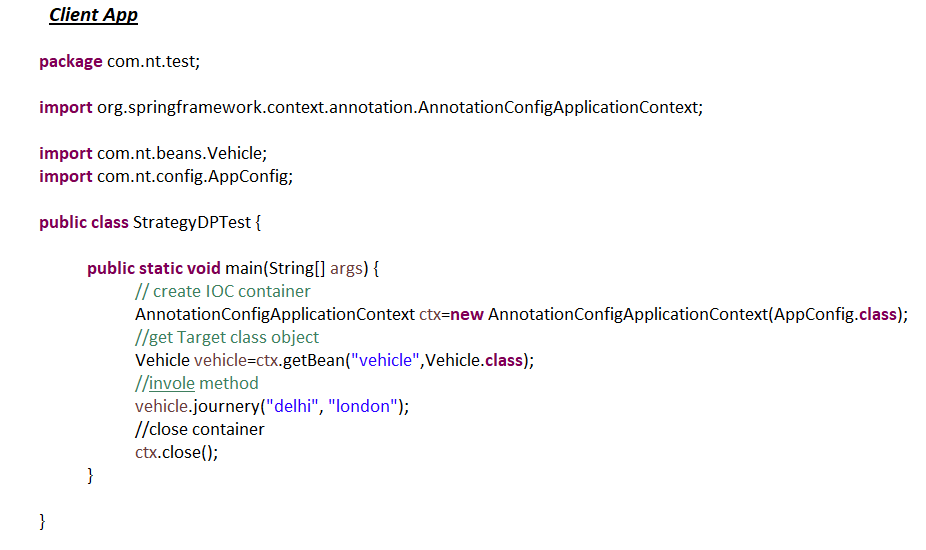 Client App
package com.nt.test;
import org.springframework.context.annotation.AnnotationConfigApplicationContext;
import com.nt.beans.Vehicle;
import com.nt.config.AppConfig;
public class StrategyDPTest {
public static void main(String[] args) {
// create IOC container
AnnotationConfigApplicationContext ctx=new AnnotationConfigApplicationContext(AppConfig.class);
//get Target class object
Vehicle vehicle=ctx.getBean("vehicle",Vehicle.class);
//invole method
vehicle.journery("delhi", "london");
//close container
ctx.close();
}
}